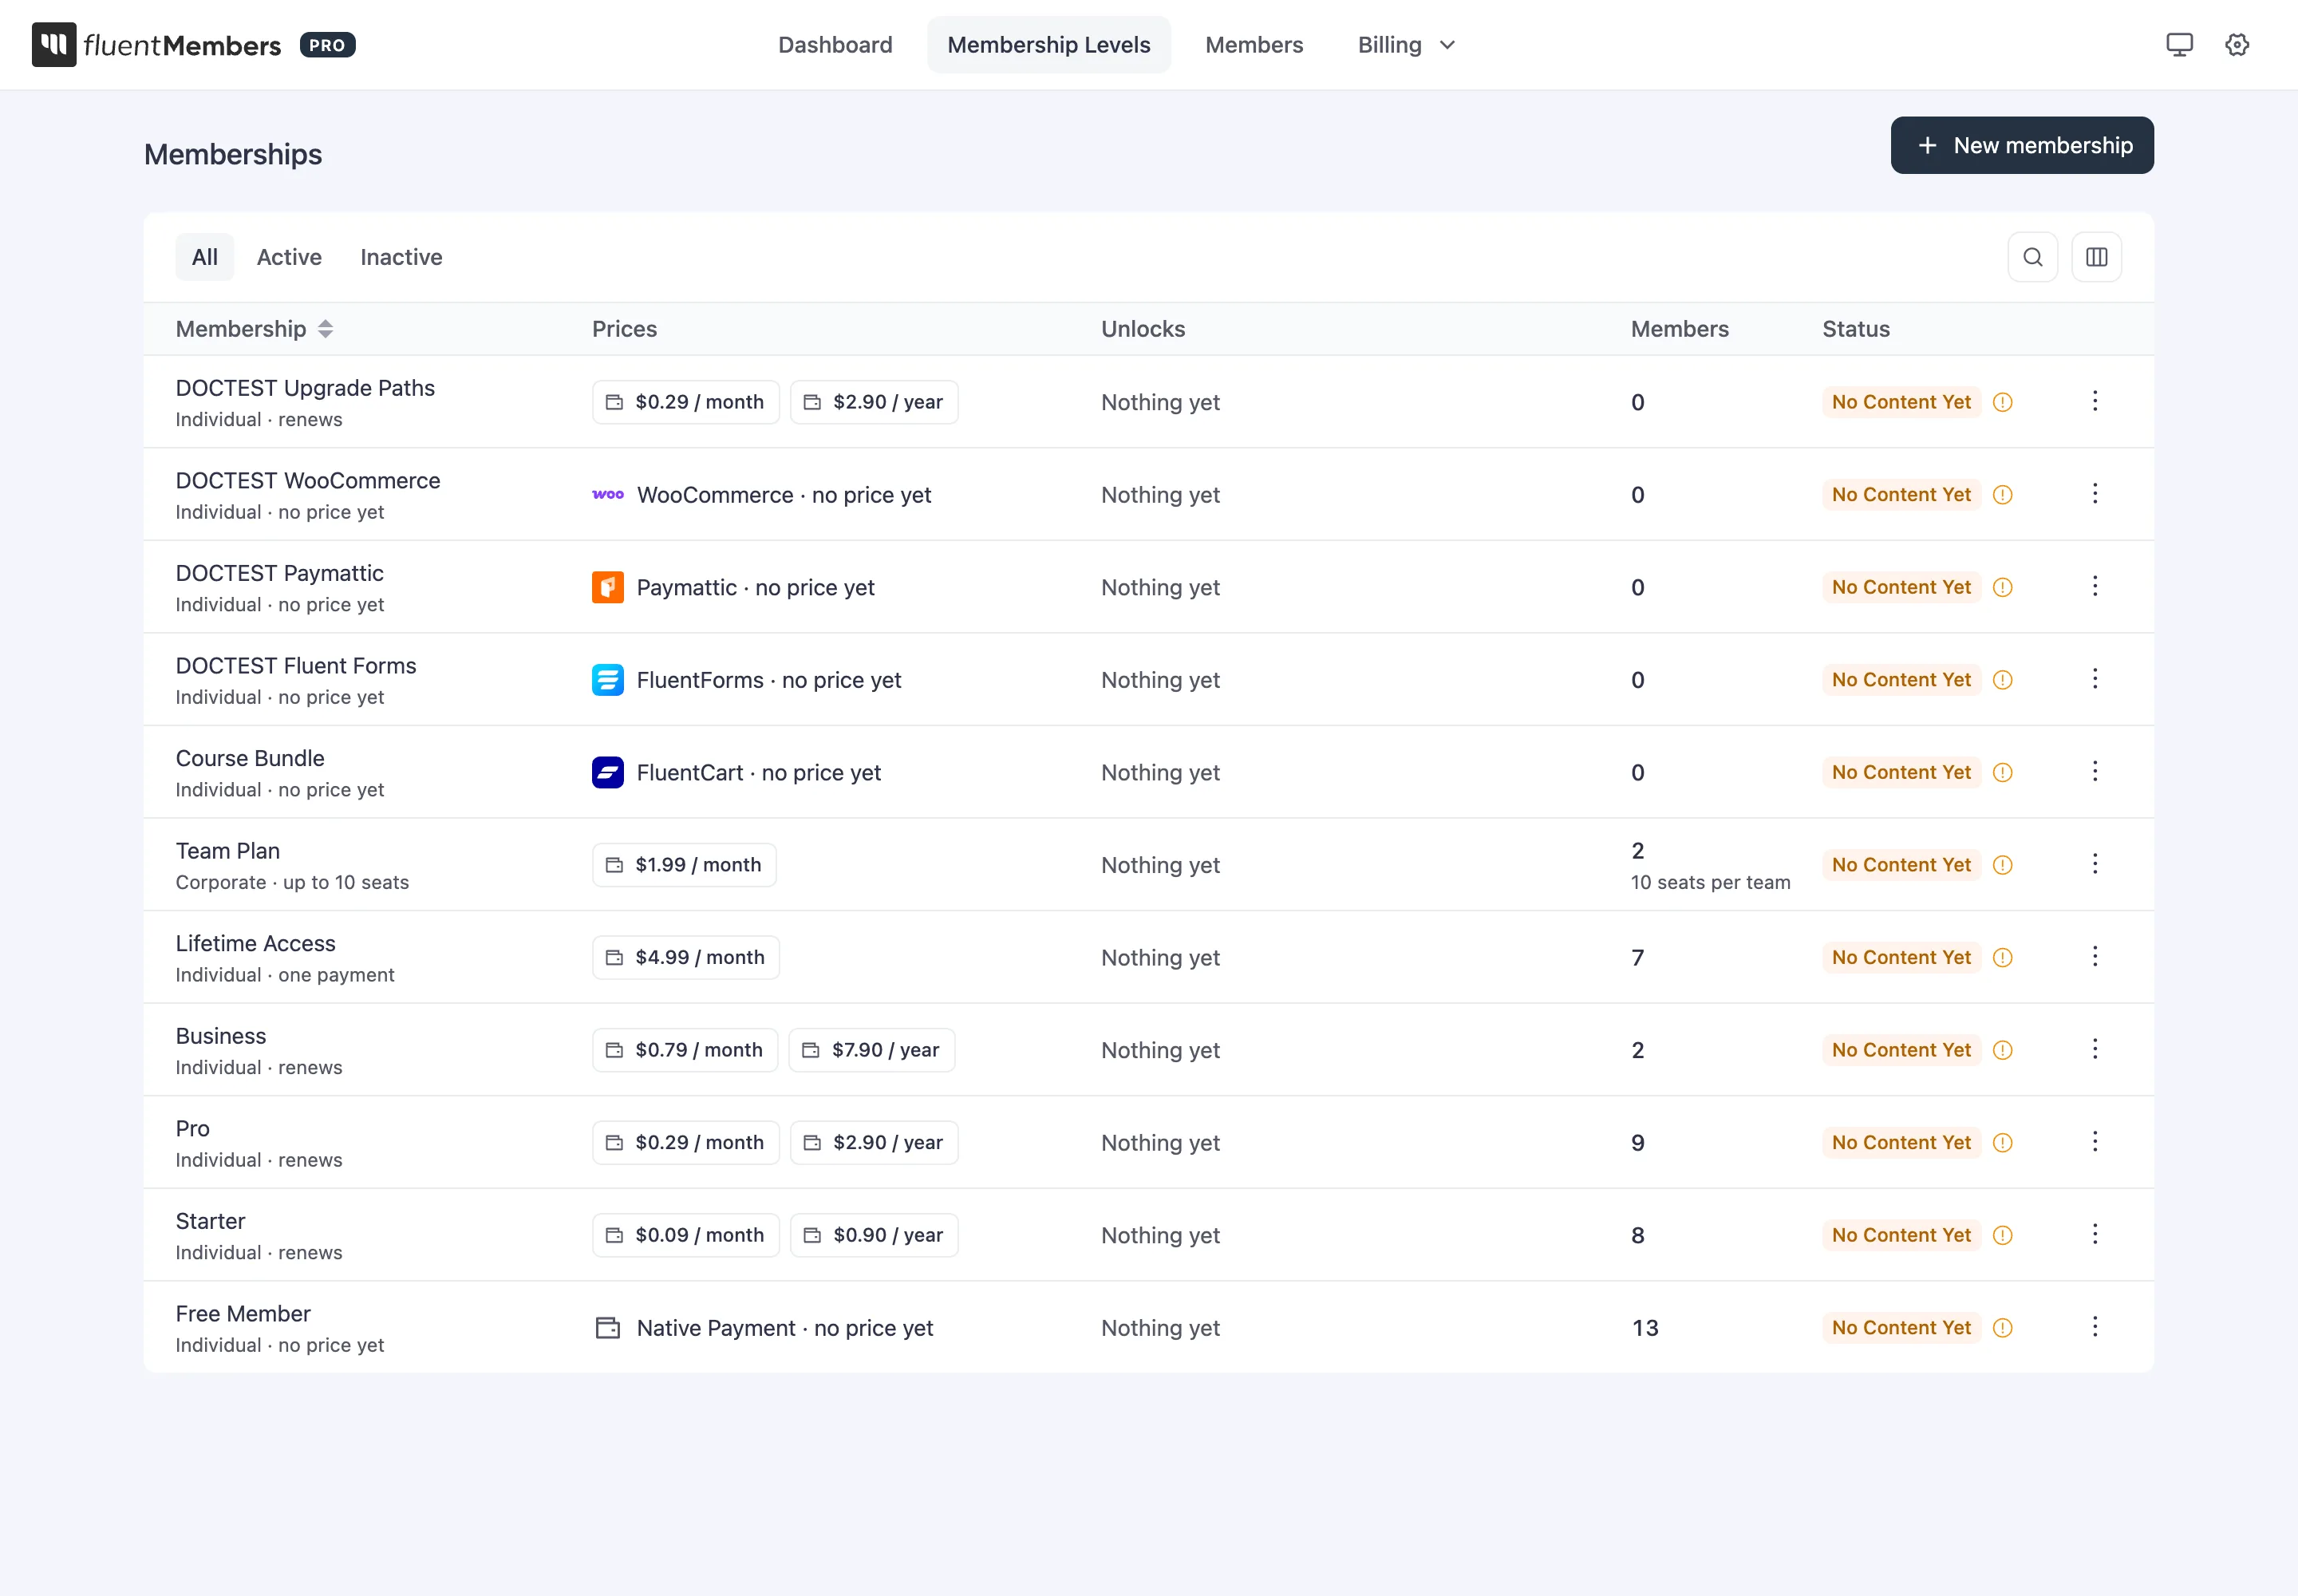 fluentMembers PRO Dashboard Membership Levels Members Billing
Memberships
New membership
All Active Inactive
Membership Prices Unlocks Members Status
DOCTEST Upgrade Paths
Individual · renews
$0.29 / month $2.90 / year Nothing yet 0 No Content Yet
DOCTEST WooCommerce
Individual · no price yet
woo WooCommerce · no price yet Nothing yet 0 No Content Yet
DOCTEST Paymattic
Individual · no price yet
Paymattic · no price yet Nothing yet 0 No Content Yet
DOCTEST Fluent Forms
Individual · no price yet
FluentForms · no price yet Nothing yet 0 No Content Yet
Course Bundle
Individual · no price yet
FluentCart · no price yet Nothing yet 0 No Content Yet
Team Plan
Corporate · up to 10 seats
$1.99 / month Nothing yet 2
10 seats per team
No Content Yet
Lifetime Access
Individual · one payment
$4.99 / month Nothing yet 7 No Content Yet
Business
Individual · renews
$0.79 / month $7.90 / year Nothing yet 2 No Content Yet
Pro
Individual · renews
$0.29 / month $2.90 / year Nothing yet 9 No Content Yet
Starter
Individual · renews
$0.09 / month $0.90 / year Nothing yet 8 No Content Yet
Free Member
Individual · no price yet
Native Payment · no price yet Nothing yet 13 No Content Yet